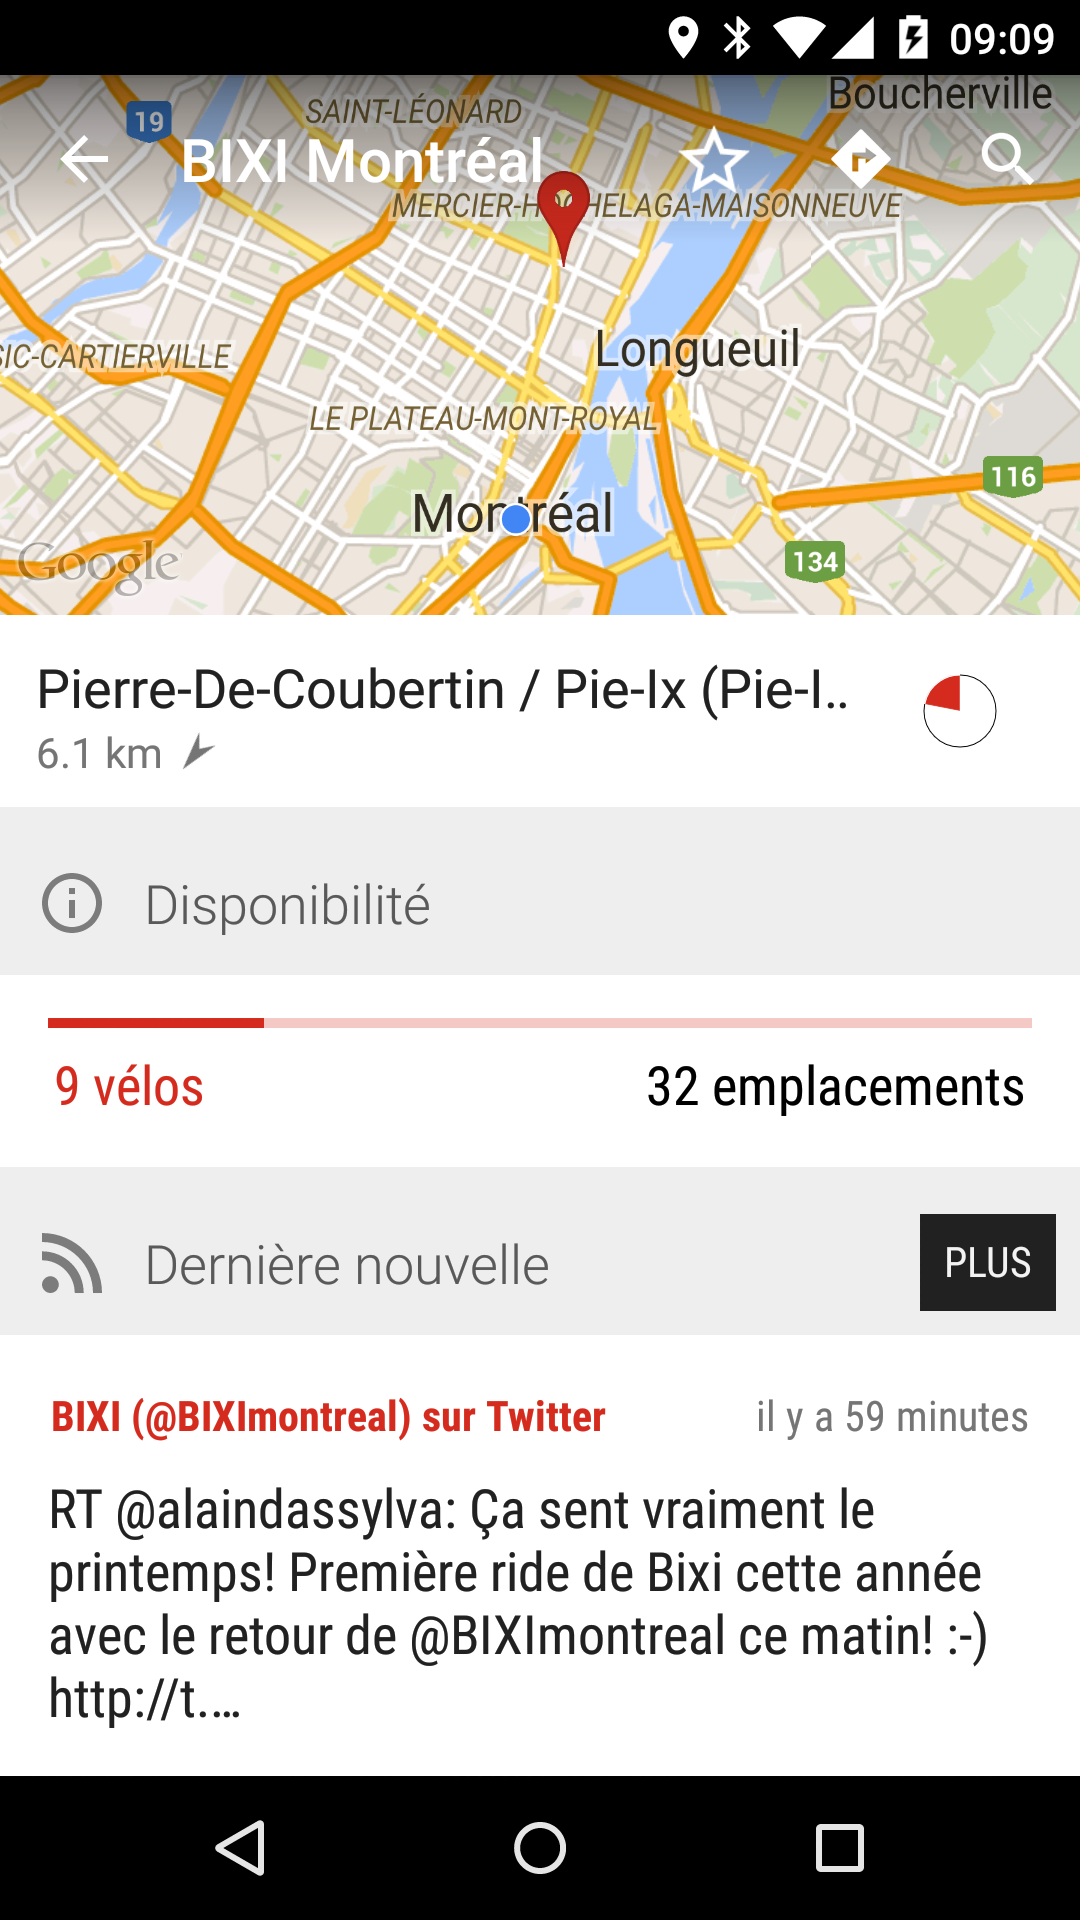 09:09
19
SAINT-LÉONARD
Boucherville
BIXI Montréal
MERCIER-HOCHELAGA-MAISONNEUVE
SIC-CARTIERVILLE
Longueuil
LE PLATEAU-MONT-ROYAL
116
Montréal
134
Google
Pierre-De-Coubertin / Pie-Ix (Pie-I..
6.1 km
Disponibilité
9 vélos
32 emplacements
Dernière nouvelle
PLUS
BIXI (@BIXImontreal) sur Twitter
il y a 59 minutes
RT @alaindassylva: Ça sent vraiment le
printemps! Première ride de Bixi cette année
avec le retour de @BIXImontreal ce matin! :-)
http://t.…